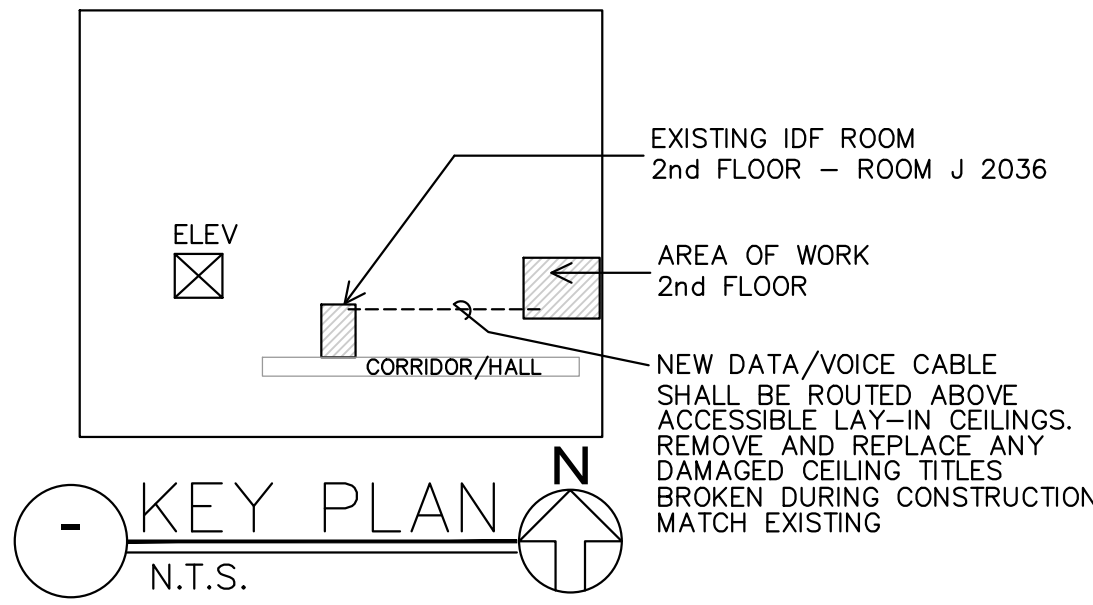 EXISTING IDF ROOM
2nd FLOOR – ROOM J 2036
ELEV
AREA OF WORK
2nd FLOOR
CORRIDOR/HALL
NEW DATA/VOICE CABLE
SHALL BE ROUTED ABOVE
ACCESSIBLE LAY–IN CEILINGS.
REMOVE AND REPLACE ANY
DAMAGED CEILING TITLES
BROKEN DURING CONSTRUCTION
MATCH EXISTING
N
-
KEY PLAN
N.T.S.